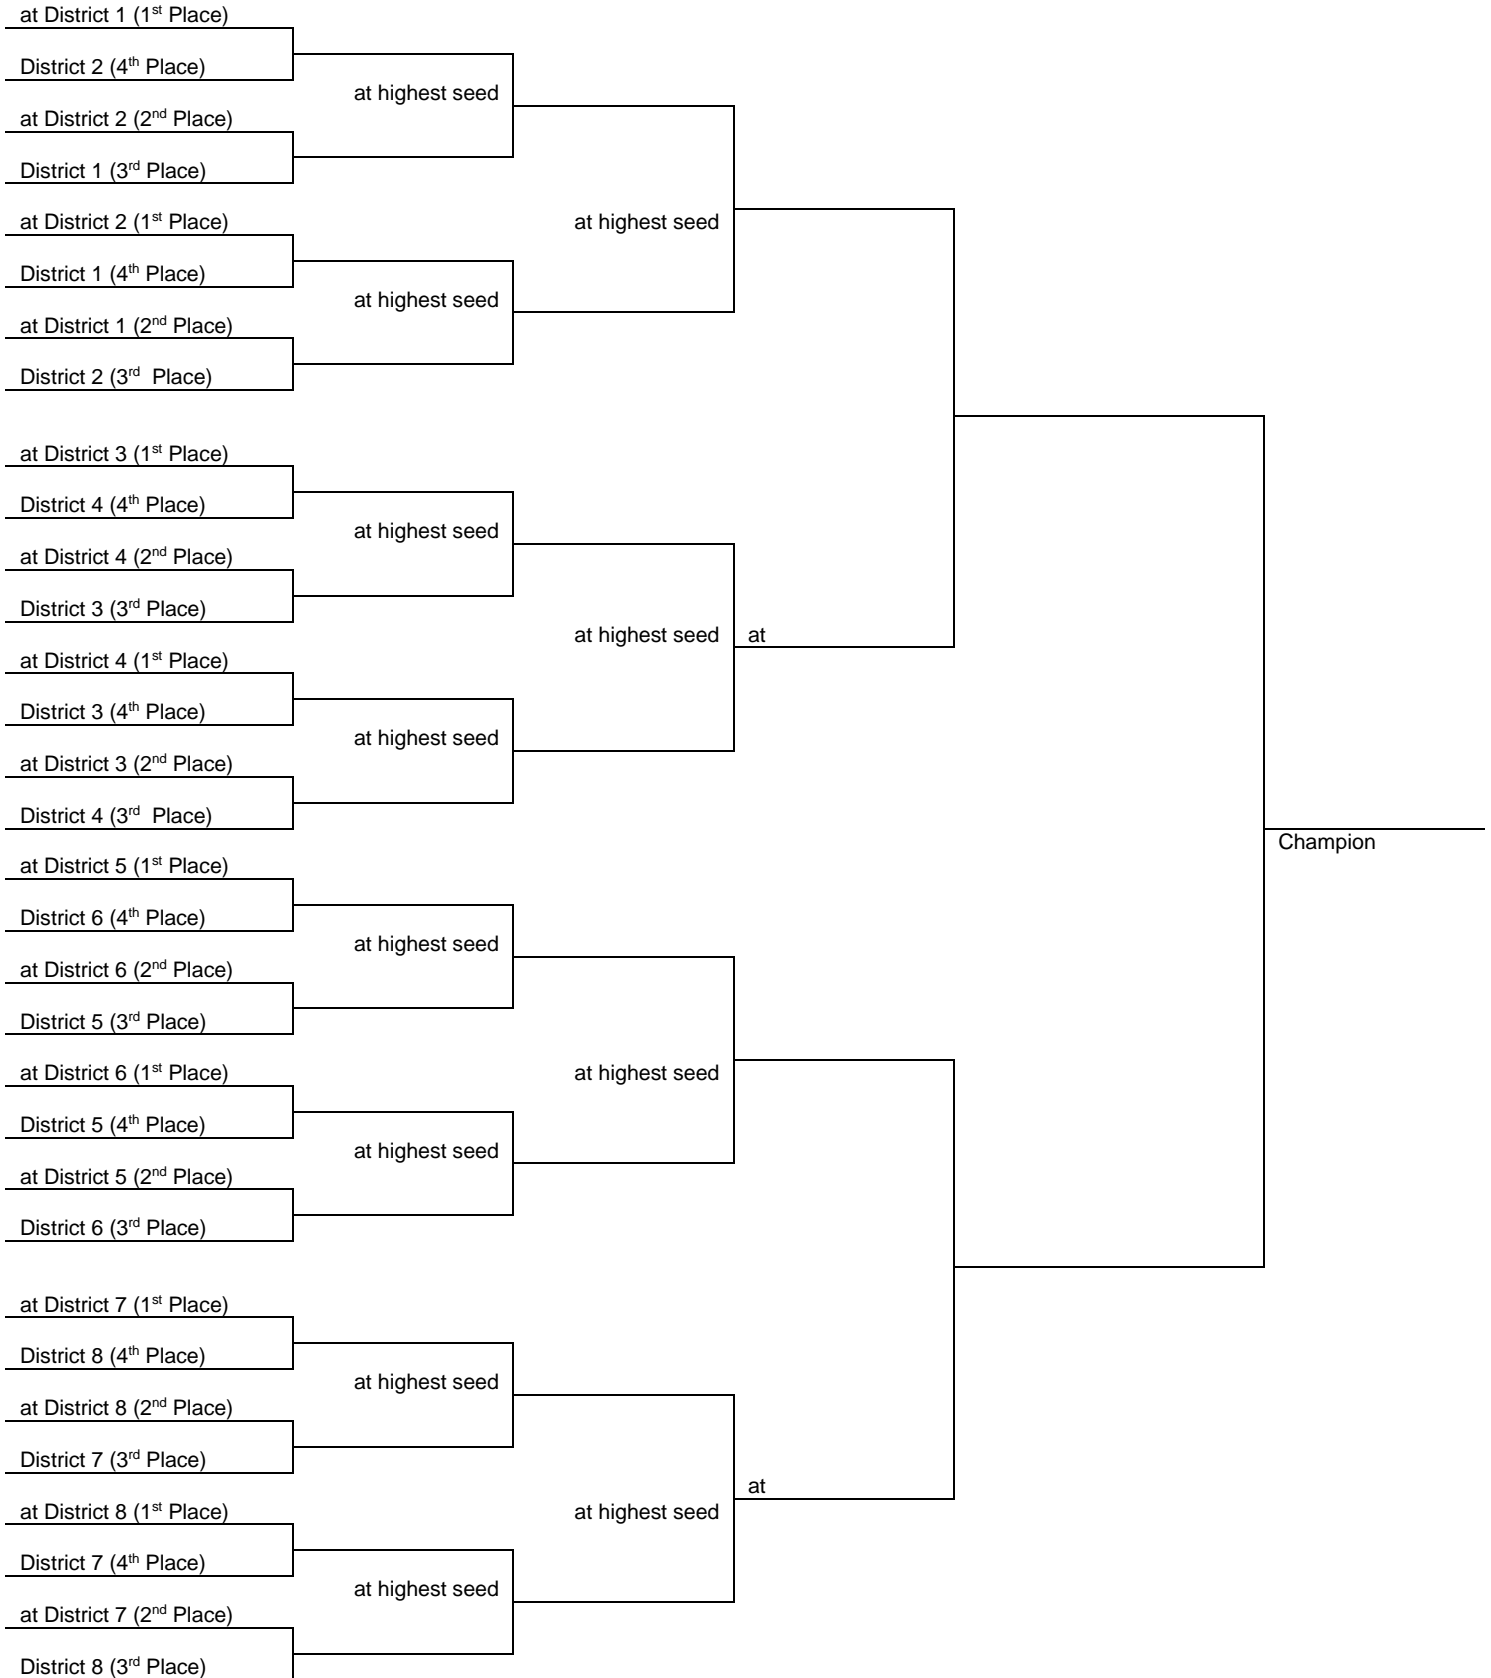 at District 1 (1st Place)
District 2 (4th Place)
at highest seed
at District 2 (2nd Place)
District 1 (3rd Place)
at District 2 (1st Place)
at highest seed
District 1 (4th Place)
at highest seed
at District 1 (2nd Place)
District 2 (3rd  Place)
at District 3 (1st Place)
District 4 (4th Place)
at highest seed
at District 4 (2nd Place)
District 3 (3rd Place)
at highest seed
at
at District 4 (1st Place)
District 3 (4th Place)
at highest seed
at District 3 (2nd Place)
District 4 (3rd  Place)
Champion
at District 5 (1st Place)
District 6 (4th Place)
at highest seed
at District 6 (2nd Place)
District 5 (3rd Place)
at District 6 (1st Place)
at highest seed
District 5 (4th Place)
at highest seed
at District 5 (2nd Place)
District 6 (3rd Place)
at District 7 (1st Place)
District 8 (4th Place)
at highest seed
at District 8 (2nd Place)
District 7 (3rd Place)
at
at District 8 (1st Place)
at highest seed
District 7 (4th Place)
at highest seed
at District 7 (2nd Place)
District 8 (3rd Place)